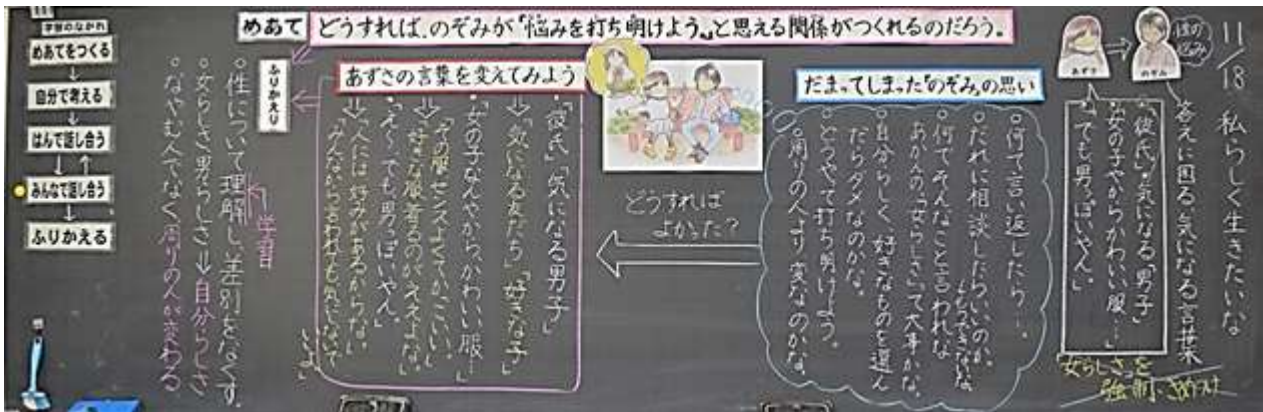 11/18 私らしく生きたいな
答えに困る 気になる言葉
性の悩み
あずさ
のぞみ
・「彼氏」・気になる「男子」
・「女の子やからかわいい服…」
・「でも男っぽいやん。」
「女らしさ」を
強制、きめつけ
めあて
どうすれば、のぞみが「悩みを打ち明けよう。」と思える関係がつくれるのだろう。
だまってしまった「のぞみ」の思い
○何て言い返したら…。
○だれに相談したらいいのか。
○何でそんなこと言われな
あかんの。「女らしさ」って大事かな。
○自分らしく、好きなものを選ん
だらダメなのかな。
○どうやって打ち明けよう。
○周りの人より変なのかな。
どうすれば
よかった?
あずさの言葉を変えてみよう
・「彼氏」「気になる男子」
⇒「気になる友だち」「好きな子」
・「女の子なんやから、かわいい服…」
⇒「その服センスよくてかっこいい。」
「好きな服着るのがええよな。」
・「え〜でも男っぽいやん。」
⇒「人には好みがあるからな。」
「みんなから言われても気にしなくて
いいよ」
ふりかえり
○性について理解し、差別をなくす。
学習
○女らしさ、男らしさ⇒自分らしさ
○なやむ人でなく周りの人が変わる
学習のながれ
めあてをつくる
自分で考える
はんで話し合う
みんなで話し合う
ふりかえる